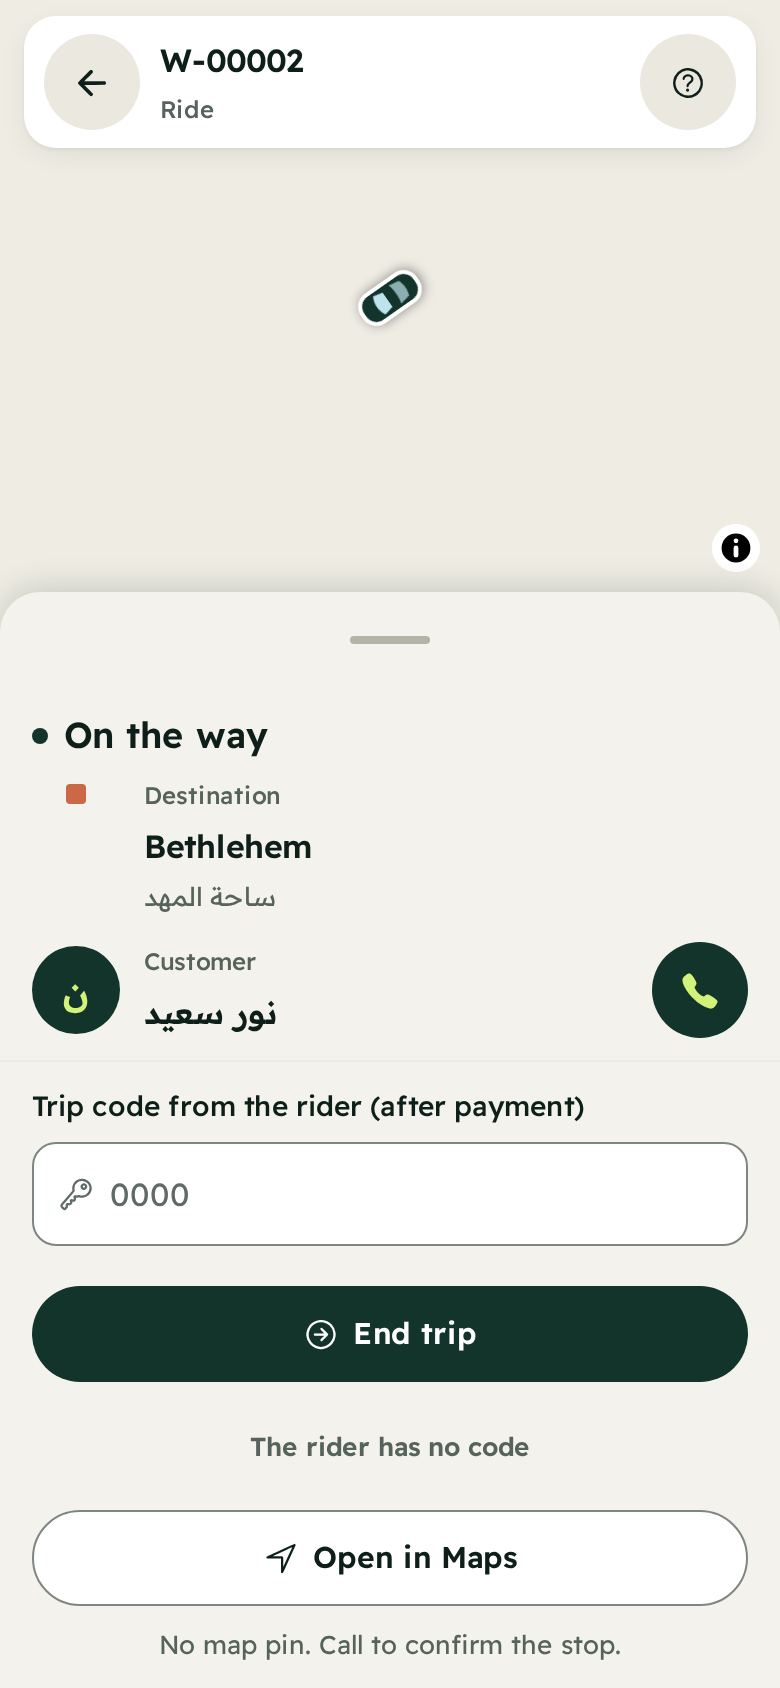 W-00002
Ride
On the way
Destination
Bethlehem
ساحة المهد
Customer
ن
نور سعيد
Trip code from the rider (after payment)
0000
End trip
The rider has no code
Open in Maps
No map pin. Call to confirm the stop.